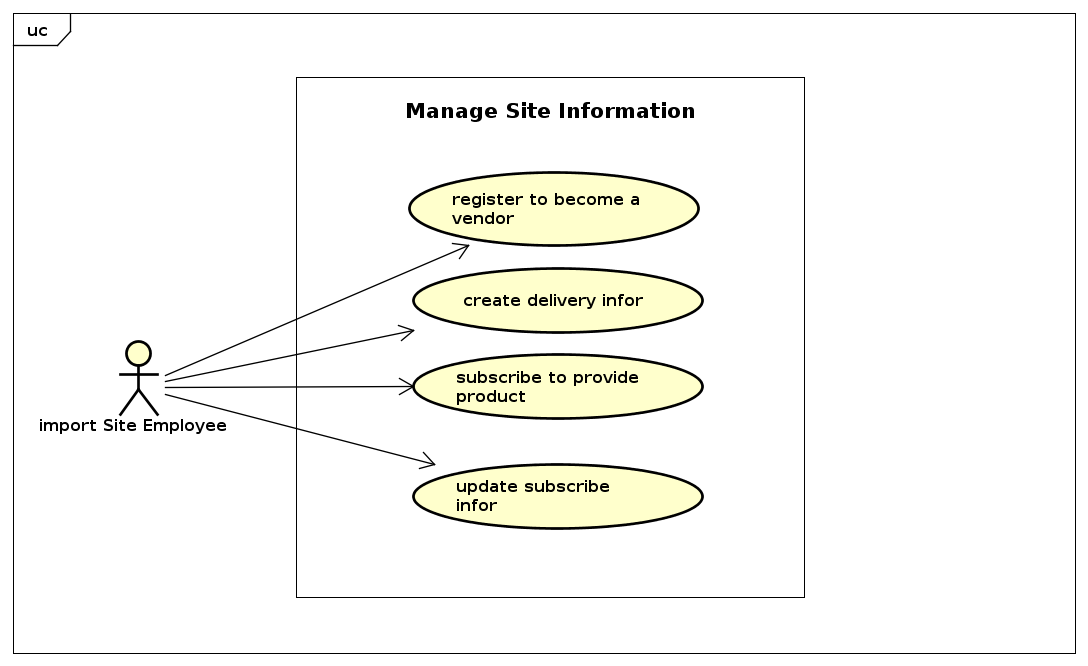 uc
Manage Site Information
register to become a
vendor
create delivery infor
subscribe to provide
product
import Site Employee
update subscribe
infor